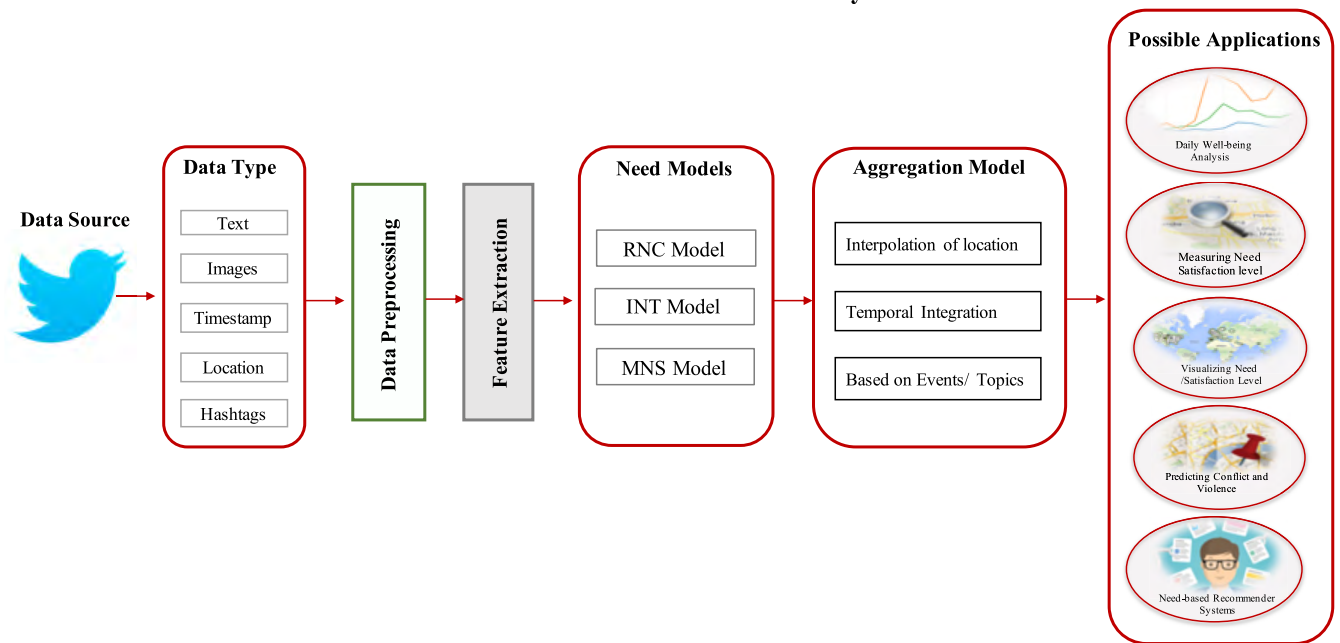 Data Source
Data Type
Text
Images
Timestamp
Location
Hashtags
Data Preprocessing
Feature Extraction
Need Models
RNC Model
INT Model
MNS Model
Aggregation Model
Interpolation of location
Temporal Integration
Based on Events/ Topics
Possible Applications
Daily Well-being
Analysis
Measuring Need
Satisfaction level
Visualizing Need
/Satisfaction Level
Predicting Conflict and
Violence
Need-based Recommender
Systems